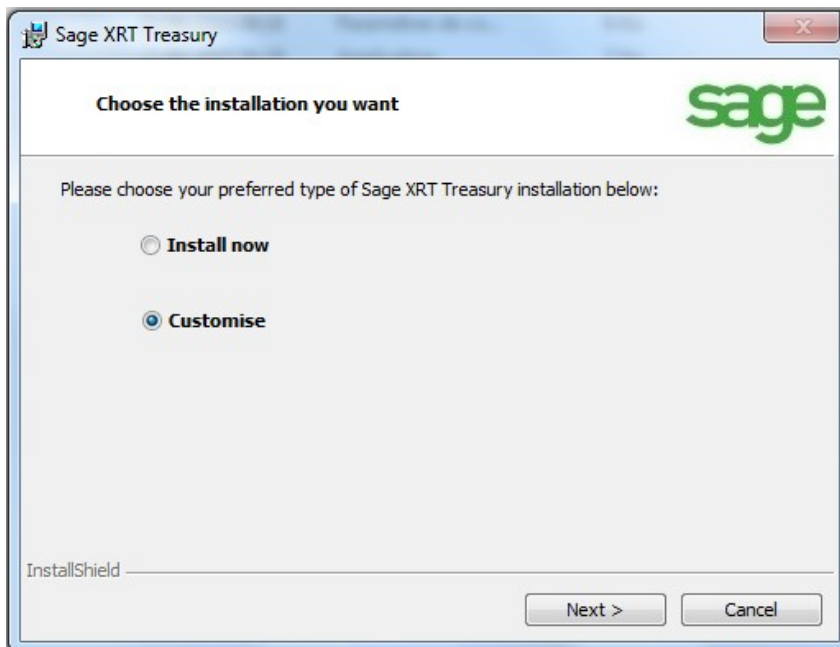 Sage XRT Treasury
Choose the installation you want
sage
Please choose your preferred type of Sage XRT Treasury installation below:
Install now
Customise
InstallShield
Next >
Cancel